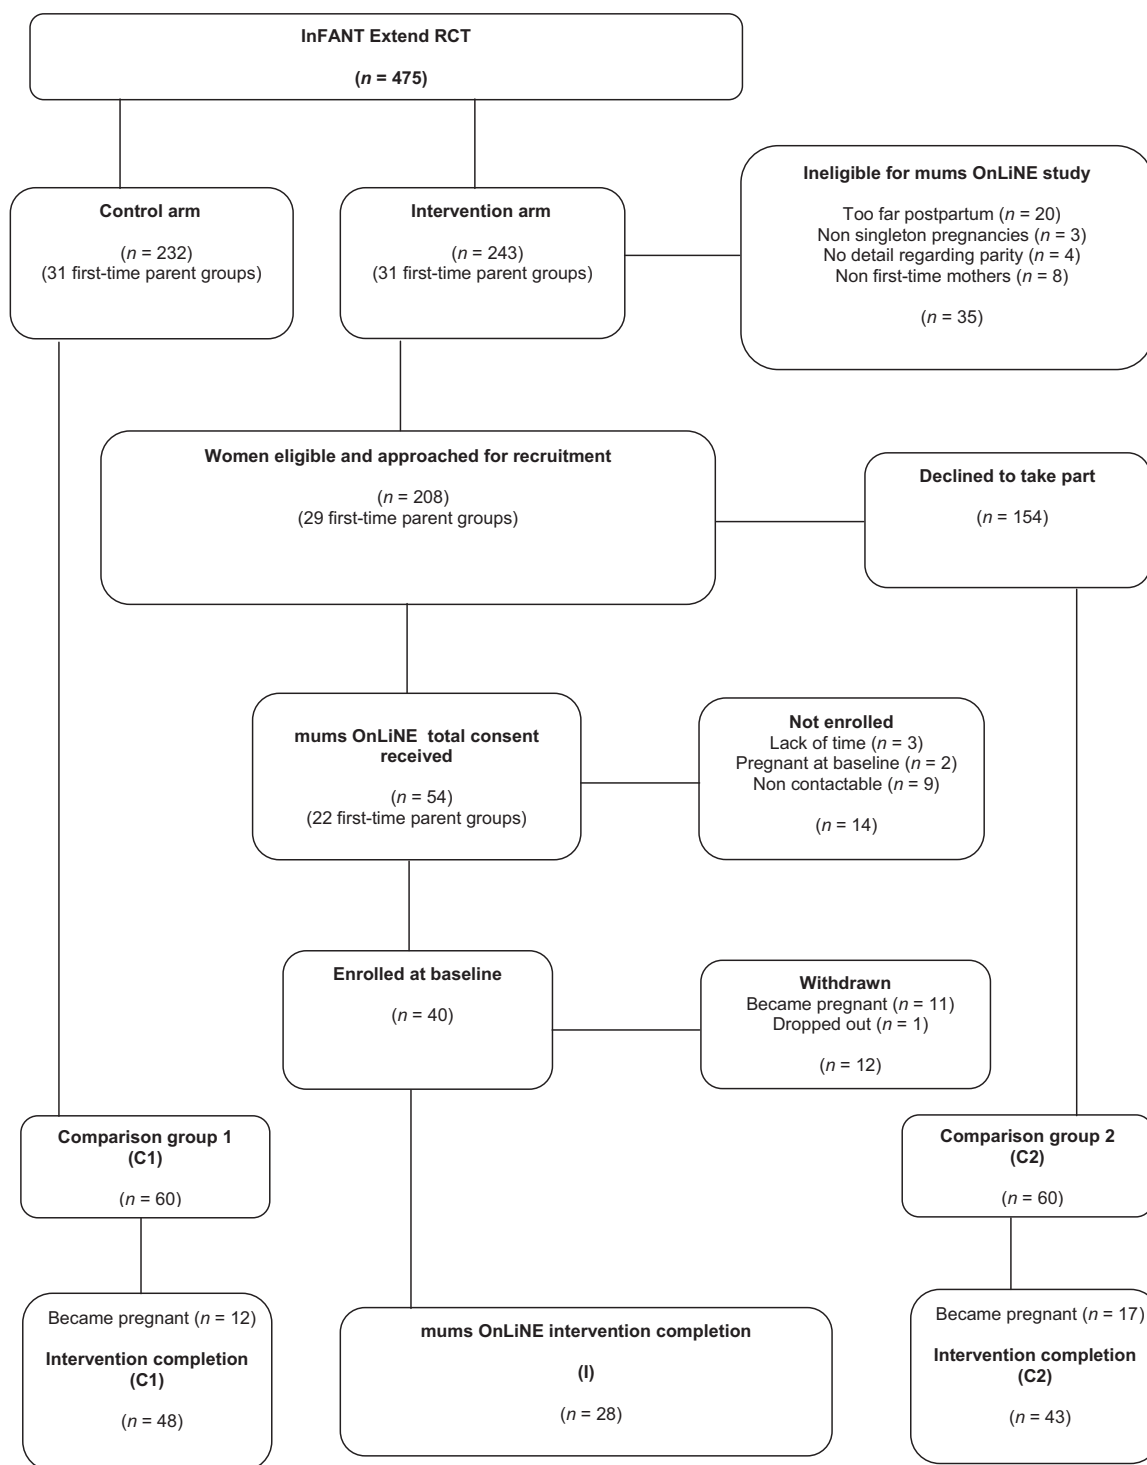 InFANT Extend RCT
(n = 475)
Control arm
(n = 232)
(31 first-time parent groups)
Intervention arm
(n = 243)
(31 first-time parent groups)
Ineligible for mums OnLiNE study
Too far postpartum (n = 20)
Non singleton pregnancies (n = 3)
No detail regarding parity (n = 4)
Non first-time mothers (n = 8)
(n = 35)
Women eligible and approached for recruitment
(n = 208)
(29 first-time parent groups)
Declined to take part
(n = 154)
mums OnLiNE total consent
received
(n = 54)
(22 first-time parent groups)
Not enrolled
Lack of time (n = 3)
Pregnant at baseline (n = 2)
Non contactable (n = 9)
(n = 14)
Enrolled at baseline
(n = 40)
Withdrawn
Became pregnant (n = 11)
Dropped out (n = 1)
(n = 12)
Comparison group 1
(C1)
(n = 60)
Comparison group 2
(C2)
(n = 60)
Became pregnant (n = 12)
Intervention completion
(C1)
(n = 48)
mums OnLiNE intervention completion
(I)
(n = 28)
Became pregnant (n = 17)
Intervention completion
(C2)
(n = 43)